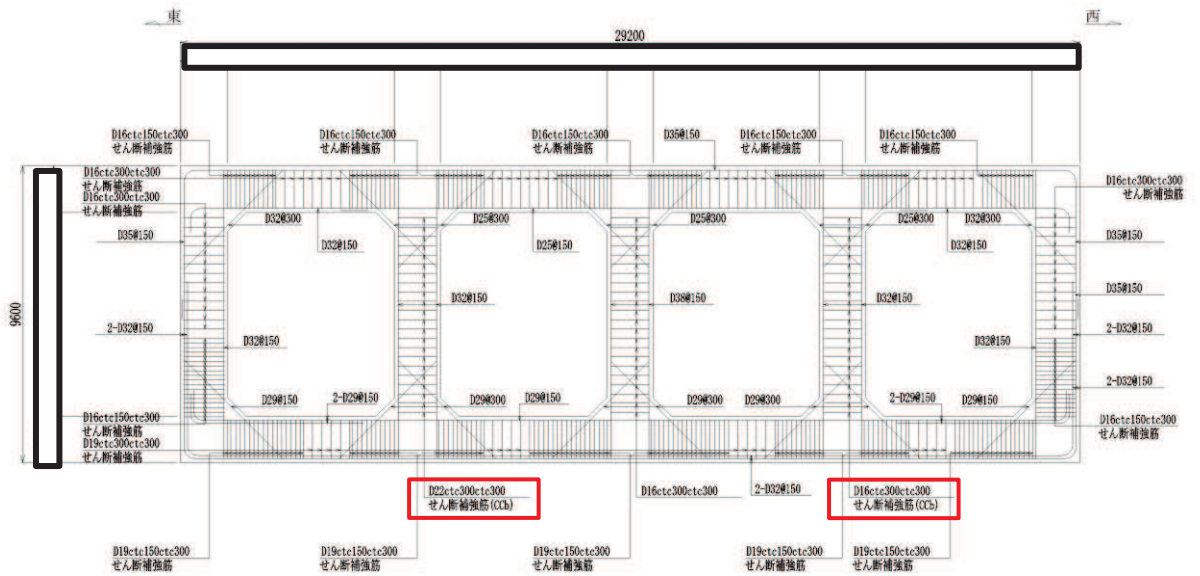 東
西
29200
D16ctc150ctc300
せん断補強筋
D16ctc150ctc300
せん断補強筋
D16ctc150ctc300
せん断補強筋
D35@150
D16ctc150ctc300
せん断補強筋
D16ctc150ctc300
せん断補強筋
D16ctc300ctc300
せん断補強筋
D16ctc300ctc300
せん断補強筋
D16ctc300ctc300
せん断補強筋
D32@300
D25@300
D25@300
D25@300
D32@300
D35@150
D32@150
D25@150
D32@150
D35@150
9600
D32@150
D38@150
D32@150
D35@150
2-D32@150
2-D32@150
D32@150
D32@150
2-D32@150
D29@150
2-D29@150
D29@300
D29@150
D29@300
D29@300
2-D29@150
D29@150
D16ctc150ctc300
せん断補強筋
D16ctc150ctc300
せん断補強筋
D19ctc300ctc300
せん断補強筋
D22ctc300ctc300
せん断補強筋(CCb)
D16ctc300ctc300
2-D32@150
D16ctc300ctc300
せん断補強筋(CCb)
D19ctc150ctc300
せん断補強筋
D19ctc150ctc300
せん断補強筋
D19ctc150ctc300
せん断補強筋
D19ctc150ctc300
せん断補強筋
D19ctc150ctc300
せん断補強筋